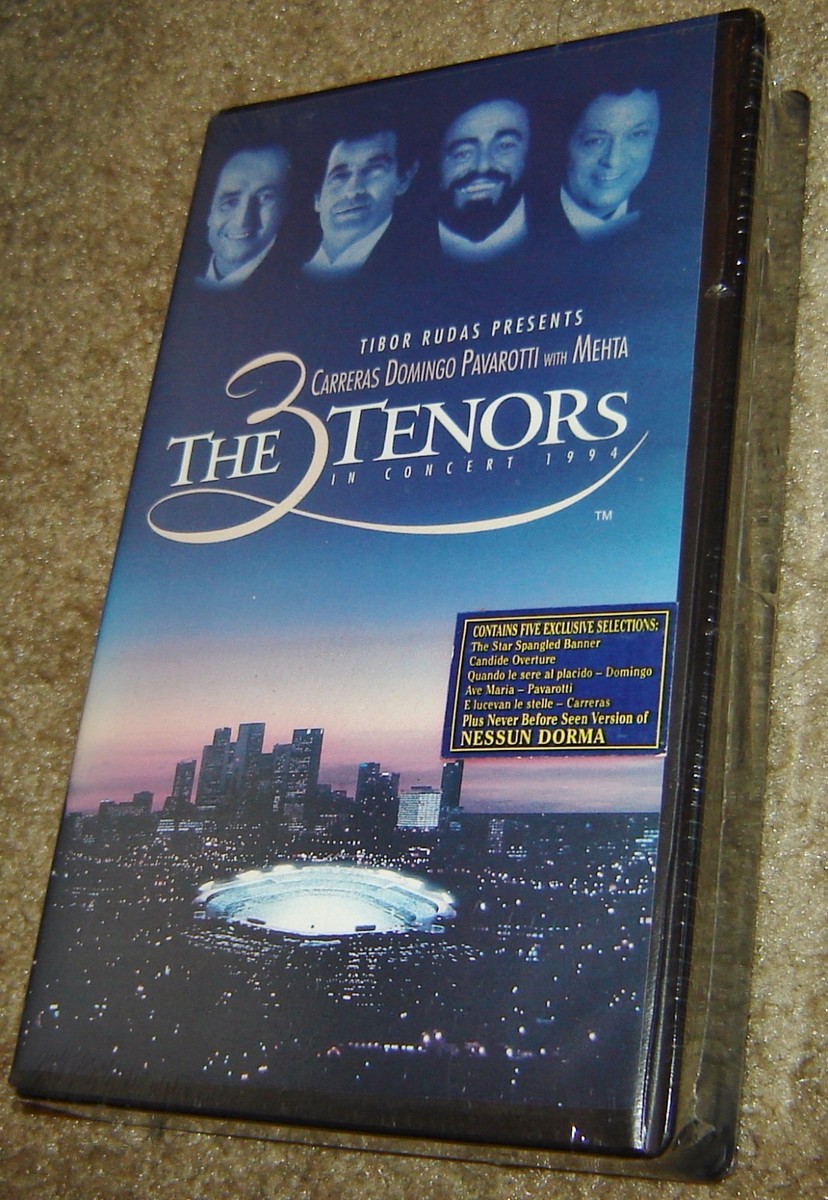 TIBOR RUDAS PRESENTS
CARRERAS DOMINGO PAVAROTTI WITH MEHTA
THE 3 TENORS
IN CONCERT 1994
TM
CONTAINS FIVE EXCLUSIVE SELECTIONS:
The Star Spangled Banner
Candide Overture
Quando le sere al placido – Domingo
Ave Maria – Pavarotti
E lucevan le stelle – Carreras
Plus Never Before Seen Version of
NESSUN DORMA